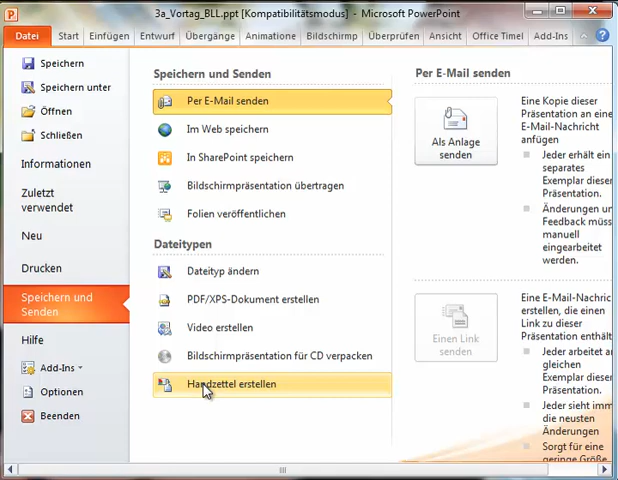 3a_Vortag_BLL.ppt [Kompatibilitätsmodus] - Microsoft PowerPoint
Datei Start Einfügen Entwurf Übergänge Animatione Bildschirmp Überprüfen Ansicht Office Timel Add-Ins
Speichern
Speichern unter
Öffnen
Schließen
Informationen
Zuletzt
verwendet
Neu
Drucken
Speichern und
Senden
Hilfe
Add-Ins
Optionen
Beenden
Speichern und Senden
Per E-Mail senden
Im Web speichern
In SharePoint speichern
Bildschirmpräsentation übertragen
Folien veröffentlichen
Dateitypen
Dateityp ändern
PDF/XPS-Dokument erstellen
Video erstellen
Bildschirmpräsentation für CD verpacken
Handzettel erstellen
Per E-Mail senden
Als Anlage
senden
Eine Kopie dieser
Präsentation an eine
E-Mail-Nachricht
anfügen
Jeder erhält ein
separates
Exemplar dieser
Präsentation.
Änderungen un
Feedback müss
manuell
eingearbeitet
werden.
Einen Link
senden
Eine E-Mail-Nachric
erstellen, die einen
Link zu dieser
Präsentation enthält
Jeder arbeitet a
gleichen
Exemplar dieser
Präsentation.
Jeder sieht imm
die neusten
Änderungen
Sorgt für eine
geringe Größe